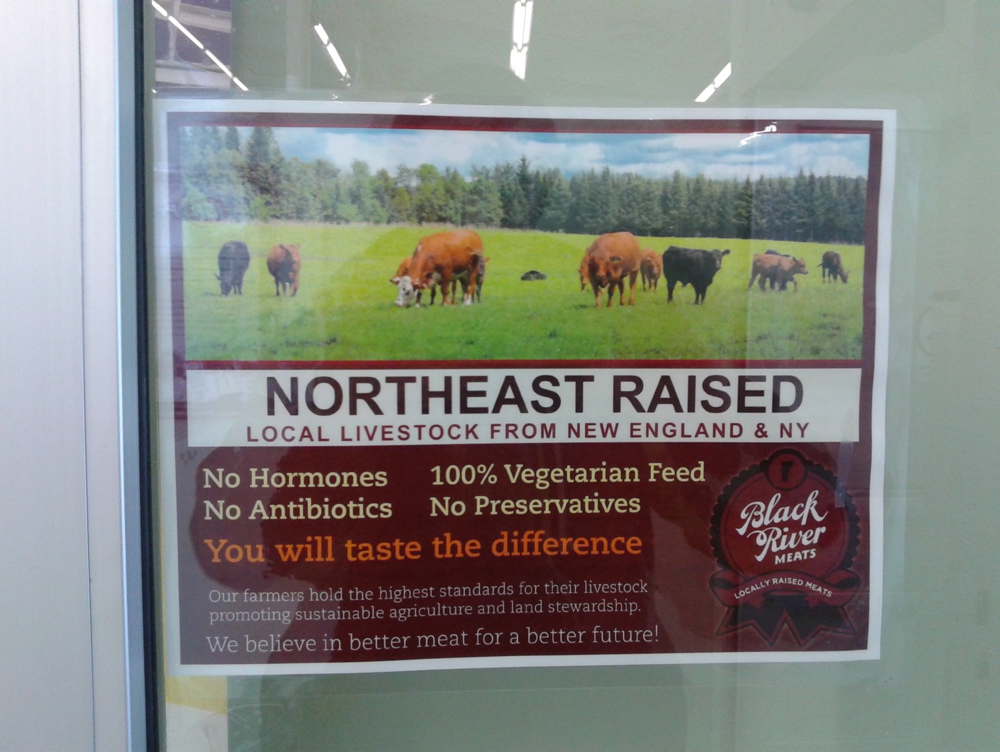 NORTHEAST RAISED
LOCAL LIVESTOCK FROM NEW ENGLAND & NY
No Hormones
No Antibiotics
100% Vegetarian Feed
No Preservatives
You will taste the difference
Our farmers hold the highest standards for their livestock
promoting sustainable agriculture and land stewardship.
We believe in better meat for a better future!
Black
River
MEATS
LOCALLY RAISED MEATS